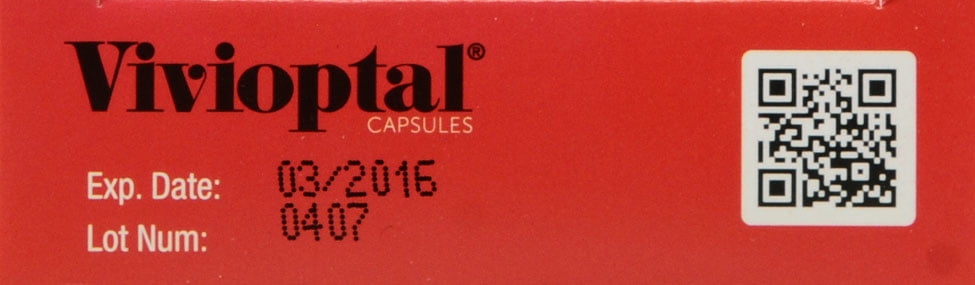 Vivioptal®
CAPSULES
Exp. Date: 03/2016
Lot Num: 0407